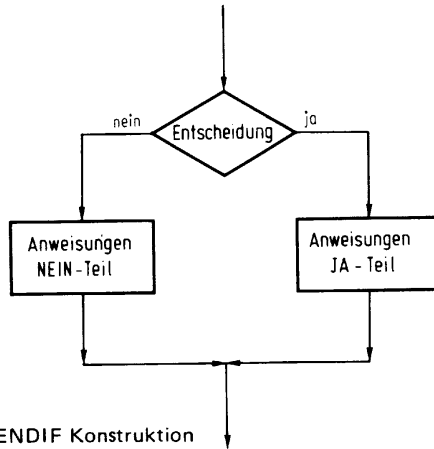 nein
Entscheidung
ja
Anweisungen
NEIN-Teil
Anweisungen
JA - Teil
ENDIF Konstruktion